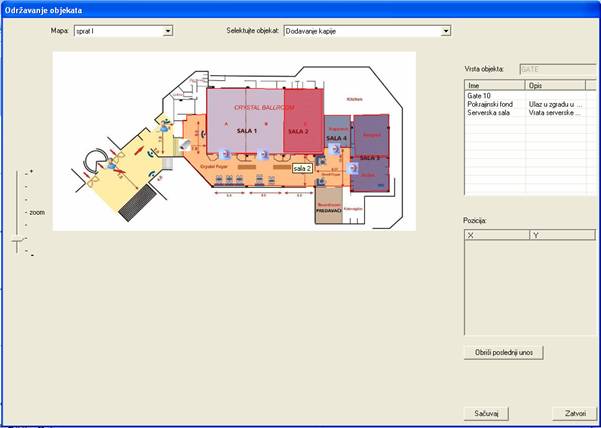 Održavanje objekata
Mapa: sprat I
Selektujte objekat: Dodavanje kapije
Vrsta objekta: GATE
Ime Opis
Gate 10
Pokrajinski fond Ulaz u zgradu u ...
Serverska sala Vrata serverske ...
Kitchen
CRYSTAL BALLROOM
A B C
SALA 1 SALA 2
SALA 4
SALA 3
Crystal Foyer
sala 2
Boardroom
PREDAVAČI
+
zoom
-
Pozicija:
X Y
Obriši poslednji unos
Sačuvaj Zatvori